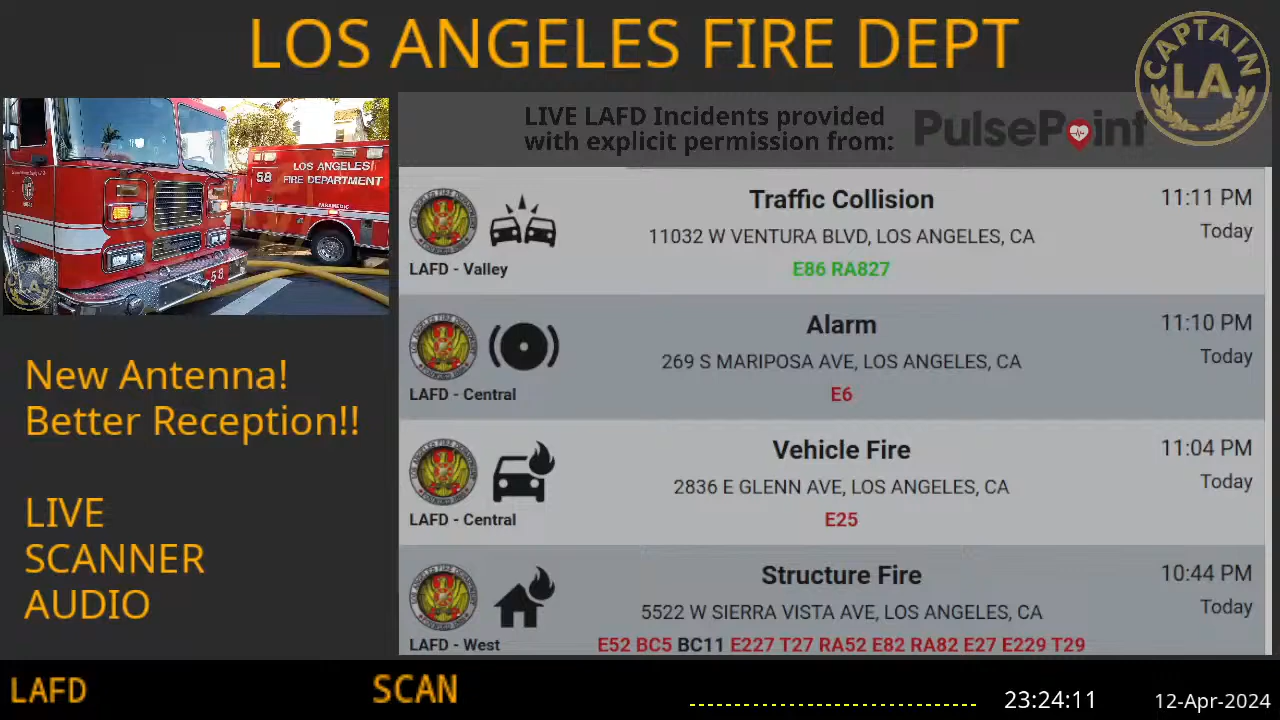 LOS ANGELES FIRE DEPT
CAPTAIN
LA
LIVE LAFD Incidents provided
with explicit permission from:
PulsePoint
LOS ANGELES
58 FIRE DEPARTMENT
PARAMEDIC
58
Traffic Collision
11:11 PM
11032 W VENTURA BLVD, LOS ANGELES, CA
Today
LAFD - Valley
E86 RA827
Alarm
11:10 PM
269 S MARIPOSA AVE, LOS ANGELES, CA
Today
LAFD - Central
E6
Vehicle Fire
11:04 PM
2836 E GLENN AVE, LOS ANGELES, CA
Today
LAFD - Central
E25
Structure Fire
10:44 PM
5522 W SIERRA VISTA AVE, LOS ANGELES, CA
Today
LAFD - West
E52 BC5 BC11 E227 T27 RA52 E82 RA82 E27 E229 T29
New Antenna!
Better Reception!!
LIVE
SCANNER
AUDIO
LAFD
SCAN
23:24:11
12-Apr-2024